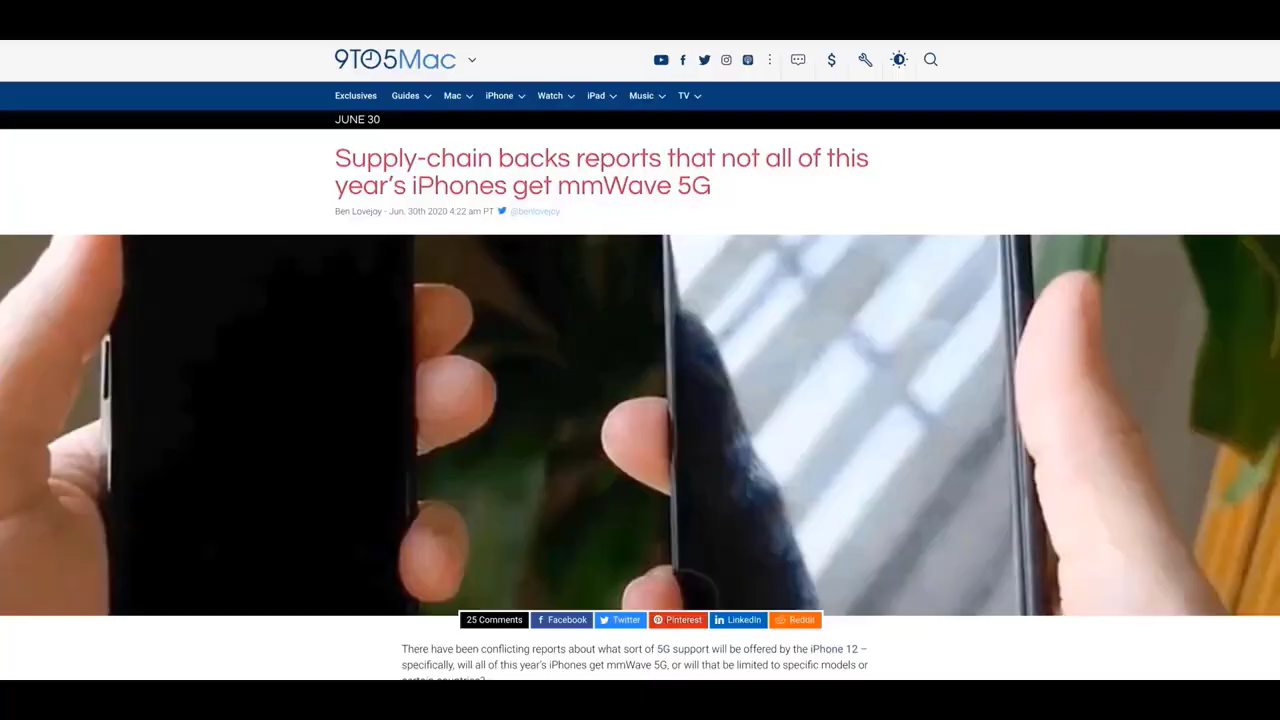 9TO5Mac
Exclusives Guides Mac iPhone Watch iPad Music TV
JUNE 30
Supply-chain backs reports that not all of this
year's iPhones get mmWave 5G
Ben Lovejoy - Jun. 30th 2020 4:22 am PT @benlovejoy
25 Comments Facebook Twitter Pinterest LinkedIn Reddit
There have been conflicting reports about what sort of 5G support will be offered by the iPhone 12 –
specifically, will all of this year's iPhones get mmWave 5G, or will that be limited to specific models or
certain countries?